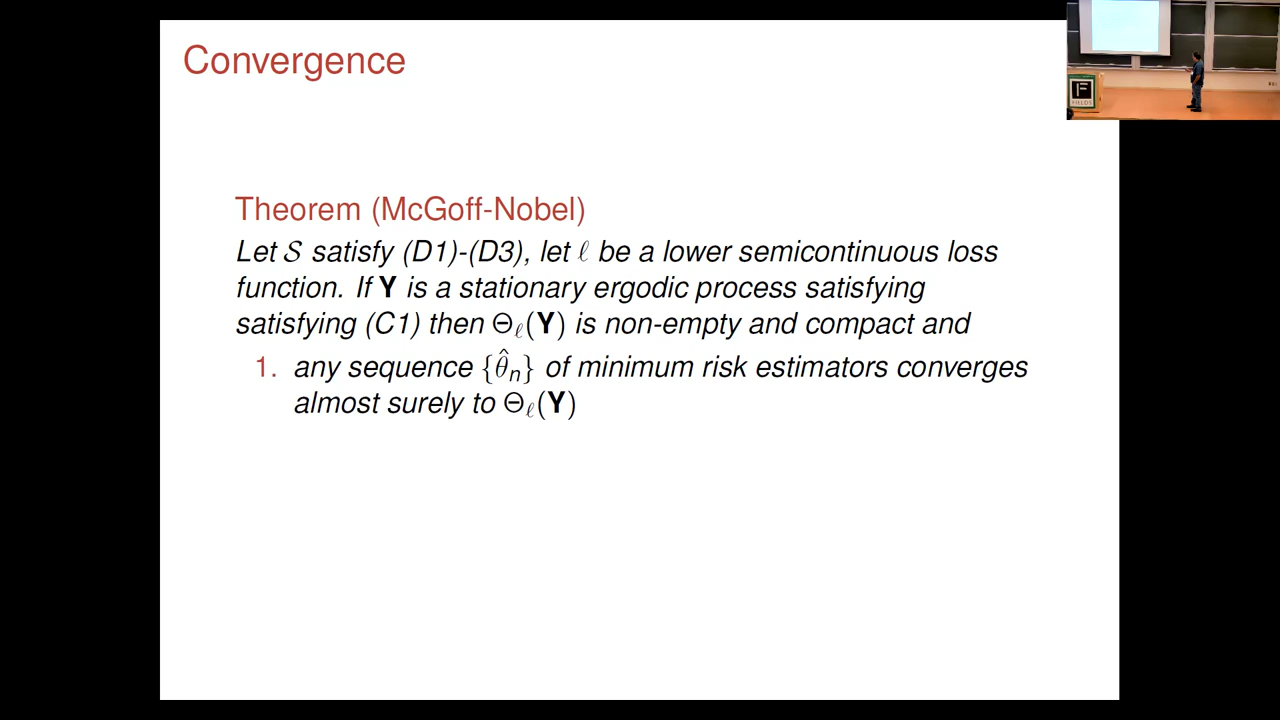 Convergence
Theorem (McGoff-Nobel)
Let S satisfy (D1)-(D3), let ℓ be a lower semicontinuous loss
function. If Y is a stationary ergodic process satisfying
satisfying (C1) then Θ_ℓ(Y) is non-empty and compact and
1. any sequence {θ̂_n} of minimum risk estimators converges
almost surely to Θ_ℓ(Y)
F
FIELDS